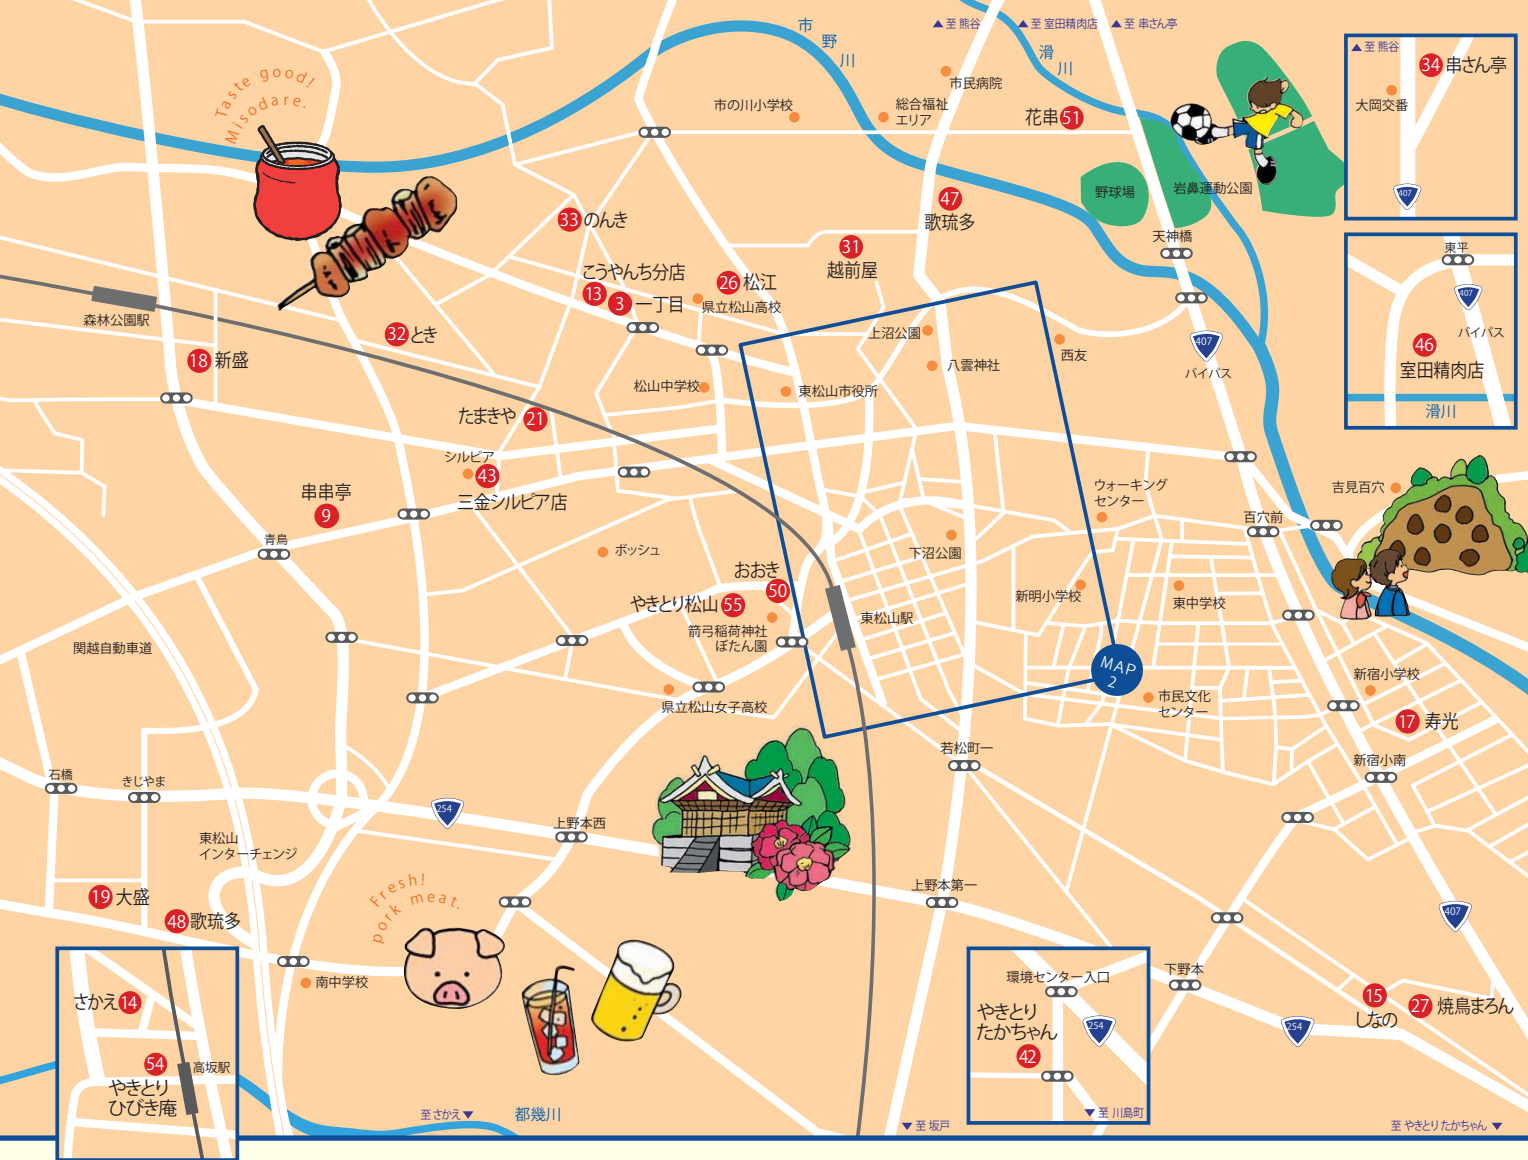 市野川
▲至 熊谷
▲至 室田精肉店
▲至 串さん亭
滑川
▲至 熊谷
34 串さん亭
大岡交番
407
Taste good!
Misodare.
市民病院
市の川小学校
総合福祉
エリア
花串 51
野球場
岩鼻運動公園
47
歌琉多
33 のんき
31
越前屋
天神橋
こうやんち分店
13
3 一丁目
26 松江
県立松山高校
東平
407
バイパス
46
室田精肉店
滑川
森林公園駅
32 とき
18 新盛
上沼公園
八雲神社
西友
407
バイパス
松山中学校
東松山市役所
たまきや 21
シルピア
43
三金シルピア店
串串亭
9
青鳥
ボッシュ
下沼公園
ウォーキング
センター
百穴前
吉見百穴
おおき
50
やきとり松山 55
箭弓稲荷神社
ぼたん園
東松山駅
新明小学校
東中学校
関越自動車道
県立松山女子高校
MAP
2
市民文化
センター
新宿小学校
17 寿光
若松町一
新宿小南
石橋
きじやま
254
上野本西
東松山
インターチェンジ
19 大盛
48 歌琉多
Fresh!
pork meat.
上野本第一
407
南中学校
さかえ 14
54
やきとり
ひびき庵
高坂駅
環境センター入口
やきとり
たかちゃん
42
254
▼至 川島町
下野本
254
15
しなの
27 焼鳥まろん
至 さかえ▼
都幾川
▼至 坂戸
至 やきとりたかちゃん ▼